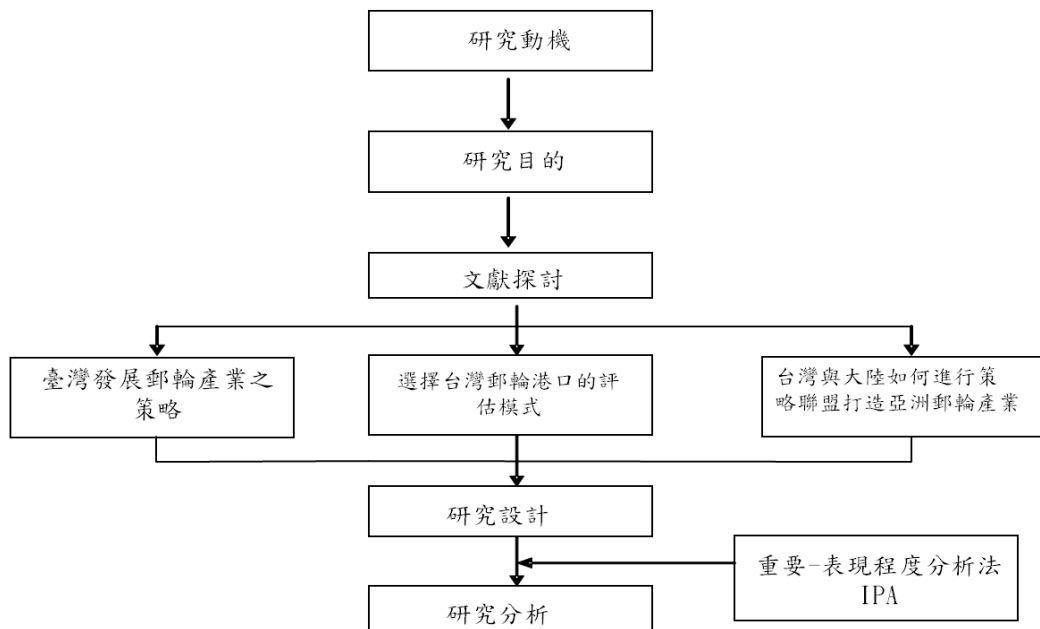 研究動機
研究目的
文獻探討
臺灣發展郵輪產業之
策略
選擇台灣郵輪港口的評
估模式
台灣與大陸如何進行策
略聯盟打造亞洲郵輪產業
研究設計
重要-表現程度分析法
IPA
研究分析